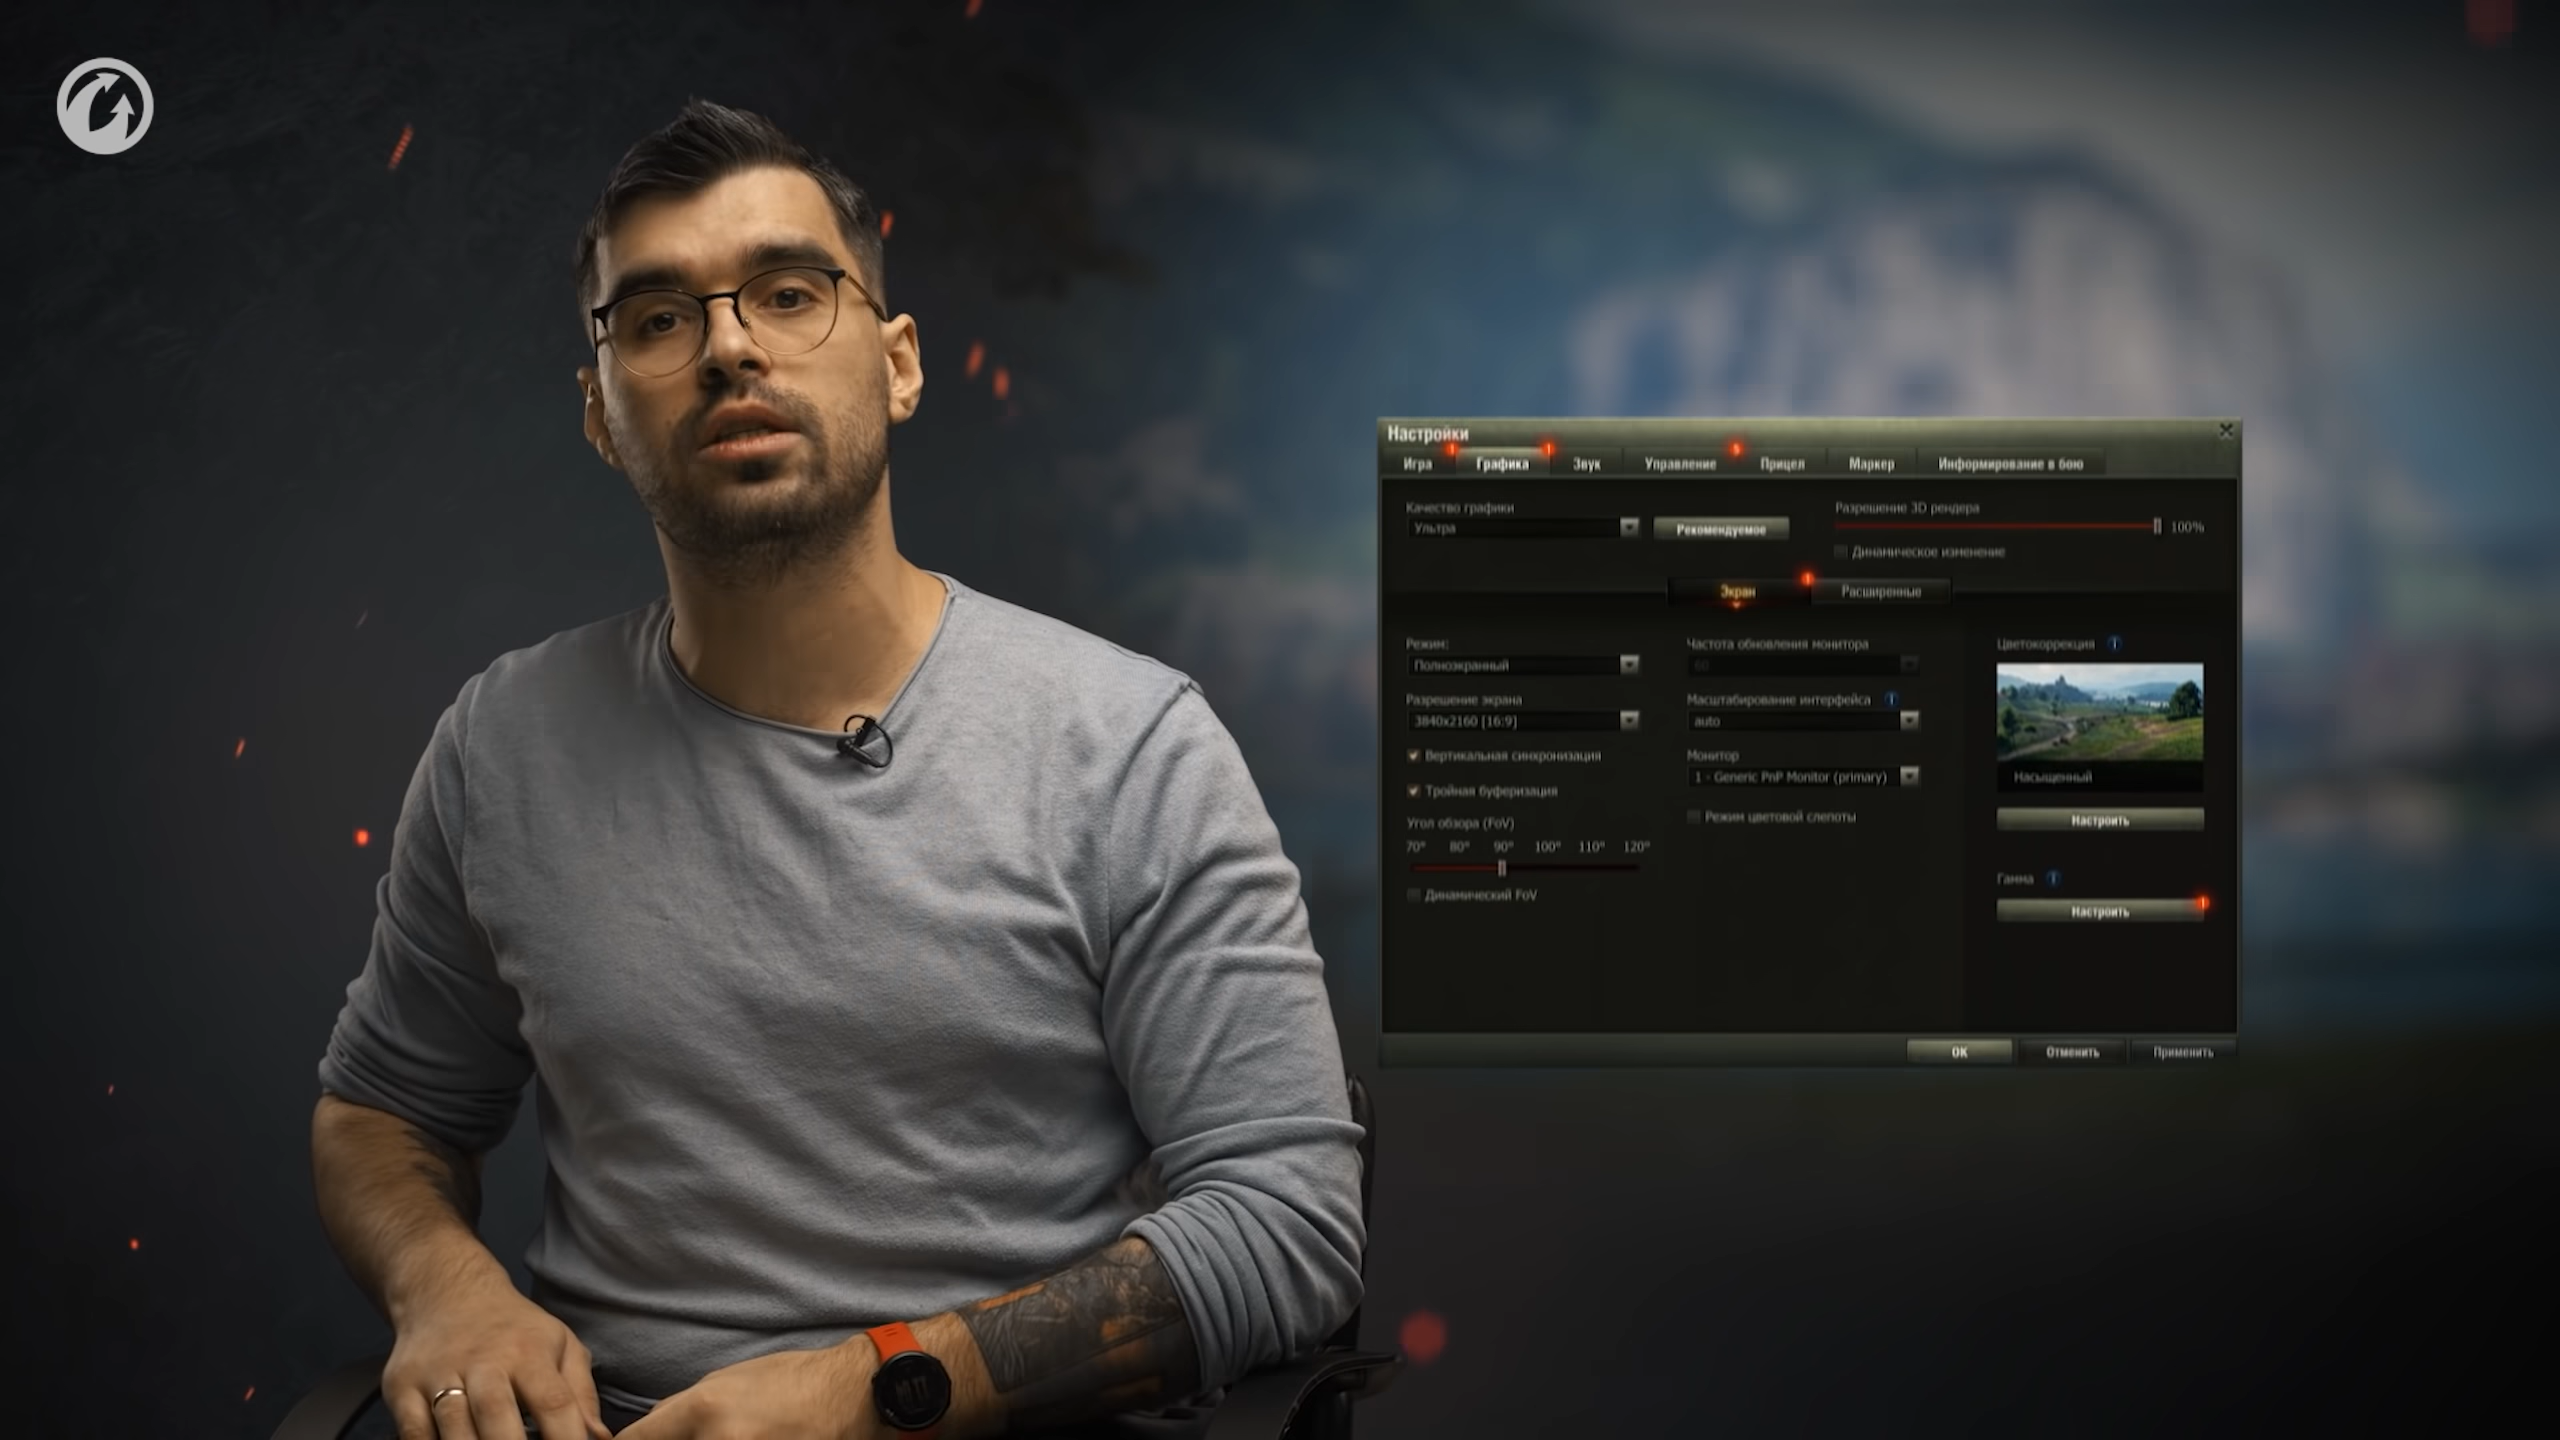 Настройки
Игра Графика Звук Управление Прицел Маркер Информирование в бою
Качество графики
Ультра
Рекомендуемое
Разрешение 3D рендера
100%
Динамическое изменение
Экран Расширенные
Режим:
Полноэкранный
Разрешение экрана
3840x2160 [16:9]
Вертикальная синхронизация
Тройная буферизация
Угол обзора (FoV)
70° 80° 90° 100° 110° 120°
Динамический FoV
Частота обновления монитора
60
Масштабирование интерфейса
auto
Монитор
1 - Generic PnP Monitor (primary)
Режим цветовой слепоты
Цветокоррекция
Насыщенный
Настроить
Гамма
Настроить
OK Отменить Применить